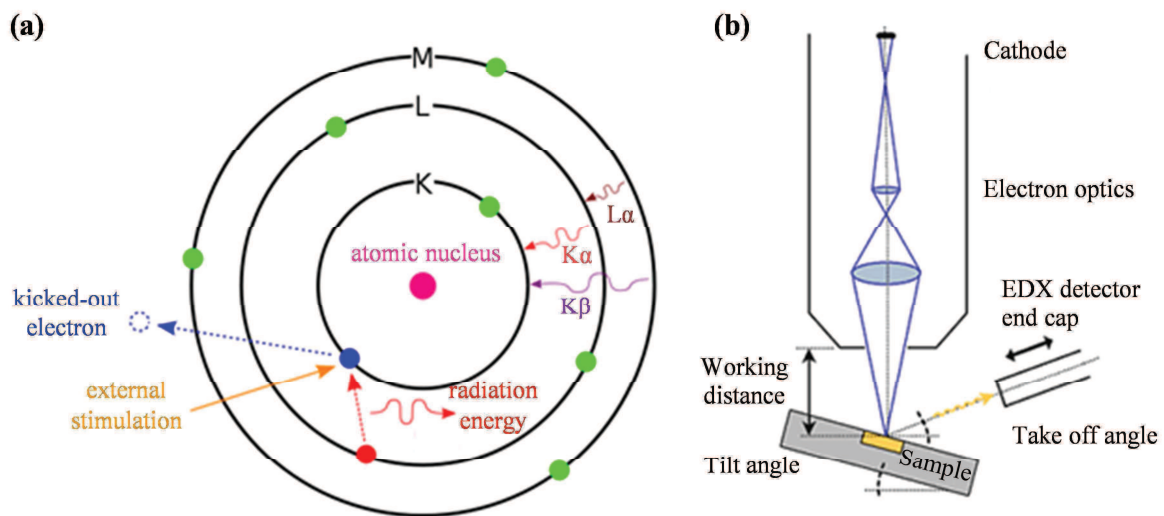 (a)
M
L
K
Lα
Kα
atomic nucleus
Kβ
kicked-out
electron
external
stimulation
radiation
energy
(b)
Cathode
Electron optics
EDX detector
end cap
Working
distance
Take off angle
Tilt angle
Sample